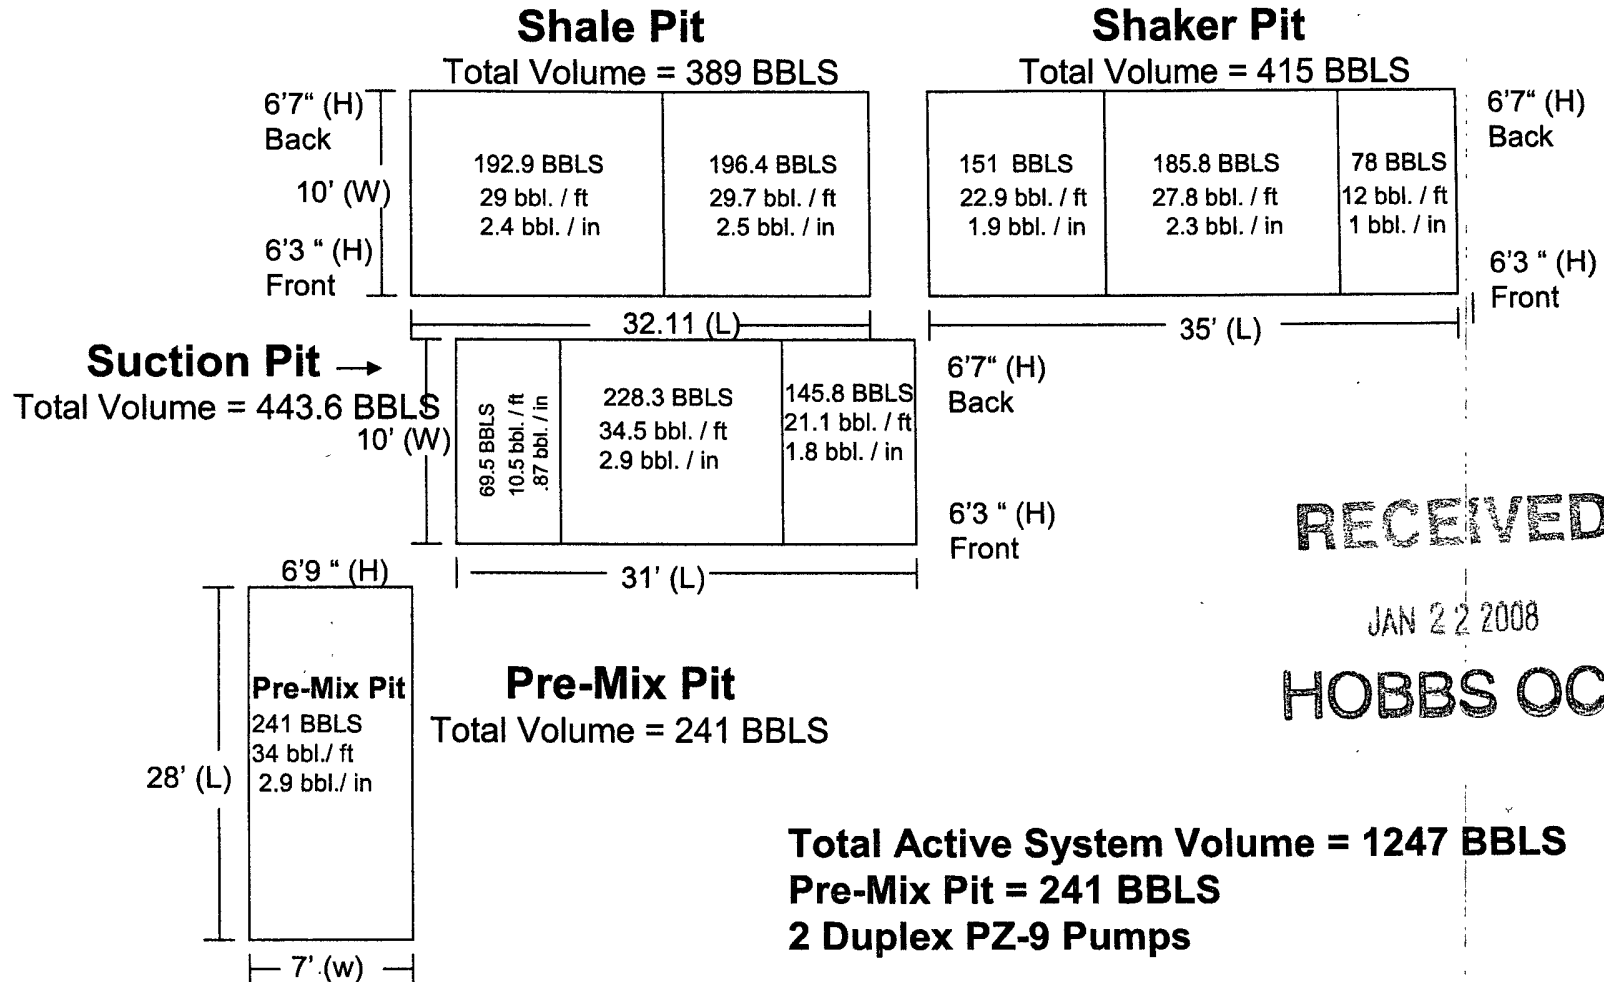 Shale Pit
Total Volume = 389 BBLS
Shaker Pit
Total Volume = 415 BBLS
6'7" (H)
Back
10' (W)
6'3 " (H)
Front
192.9 BBLS
29 bbl. / ft
2.4 bbl. / in
196.4 BBLS
29.7 bbl. / ft
2.5 bbl. / in
151 BBLS
22.9 bbl. / ft
1.9 bbl. / in
185.8 BBLS
27.8 bbl. / ft
2.3 bbl. / in
78 BBLS
12 bbl. / ft
1 bbl. / in
6'7" (H)
Back
6'3 " (H)
Front
32.11 (L)
35' (L)
Suction Pit →
Total Volume = 443.6 BBLS
10' (W)
69.5 BBLS
10.5 bbl. / ft
.87 bbl. / in
228.3 BBLS
34.5 bbl. / ft
2.9 bbl. / in
145.8 BBLS
21.1 bbl. / ft
1.8 bbl. / in
6'7" (H)
Back
6'3 " (H)
Front
31' (L)
RECEIVED
JAN 22 2008
HOBBS OC
6'9 " (H)
Pre-Mix Pit
241 BBLS
34 bbl./ ft
2.9 bbl./ in
28' (L)
7' (w)
Pre-Mix Pit
Total Volume = 241 BBLS
Total Active System Volume = 1247 BBLS
Pre-Mix Pit = 241 BBLS
2 Duplex PZ-9 Pumps